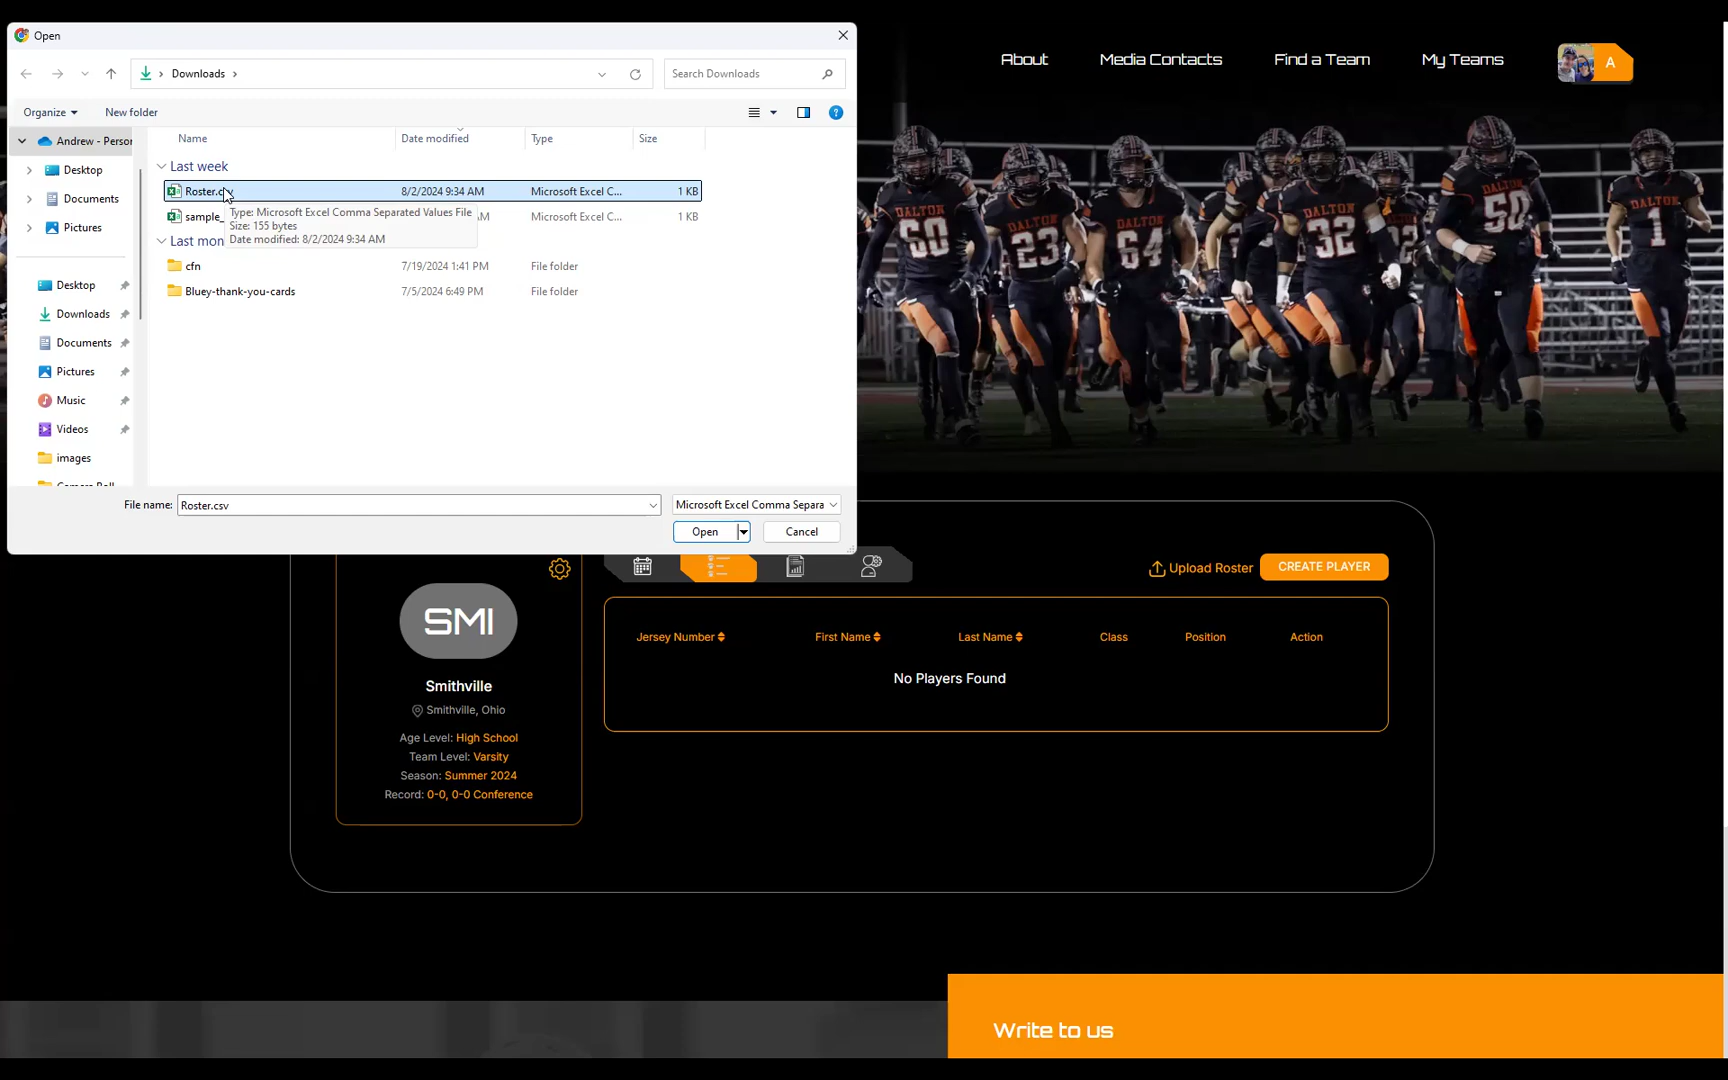 Open
Downloads
Search Downloads
Organize
New folder
Andrew - Person
Desktop
Documents
Pictures
Desktop
Downloads
Documents
Pictures
Music
Videos
images
Name
Date modified
Type
Size
Last week
Roster.csv
8/2/2024 9:34 AM
Microsoft Excel C...
1 KB
sample_
AM
Microsoft Excel C...
1 KB
Type: Microsoft Excel Comma Separated Values File
Size: 155 bytes
Date modified: 8/2/2024 9:34 AM
Last mon
cfn
7/19/2024 1:41 PM
File folder
Bluey-thank-you-cards
7/5/2024 6:49 PM
File folder
File name:
Roster.csv
Microsoft Excel Comma Separa
Open
Cancel
About
Media Contacts
Find a Team
My Teams
A
DALTON
60
DALTON
23
DALTON
64
DALTON
32
DALTON
50
DALTON
1
Upload Roster
CREATE PLAYER
SMI
Smithville
Smithville, Ohio
Age Level: High School
Team Level: Varsity
Season: Summer 2024
Record: 0-0, 0-0 Conference
Jersey Number
First Name
Last Name
Class
Position
Action
No Players Found
Write to us